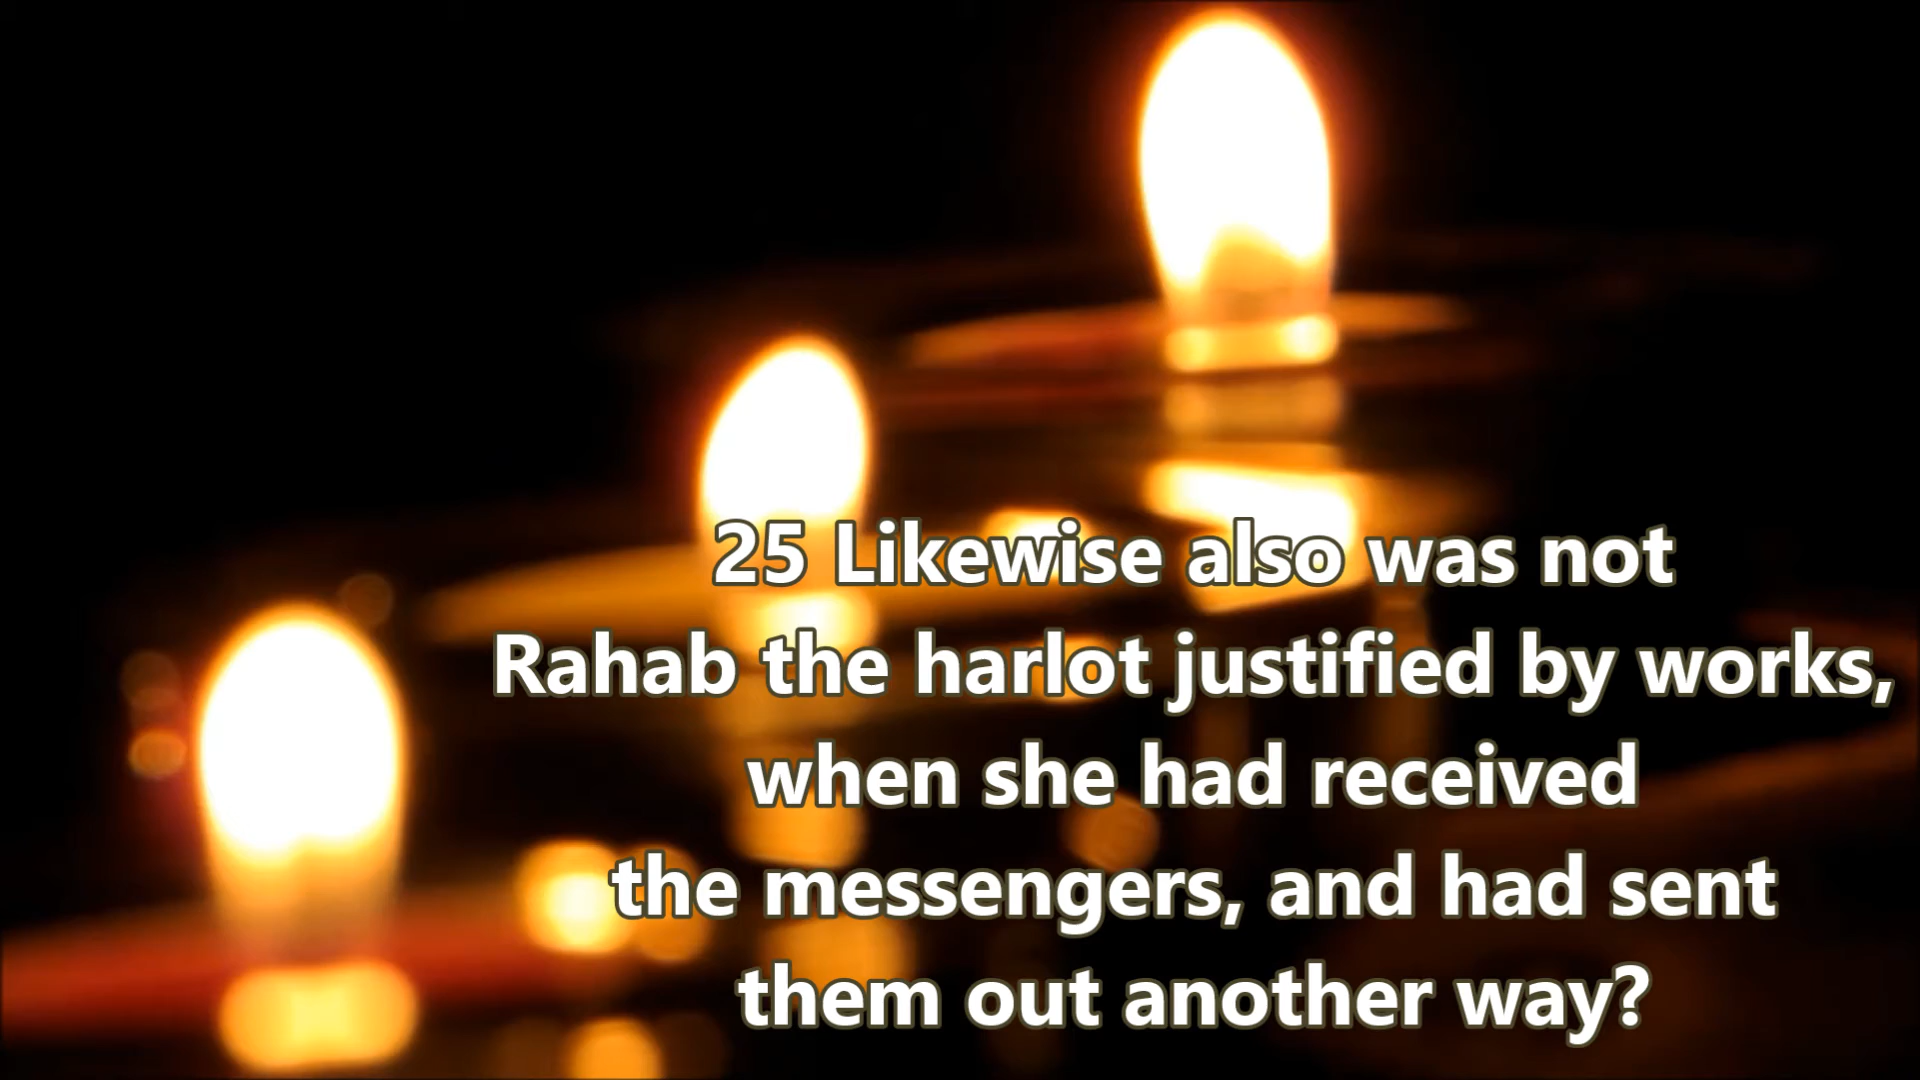 25 Likewise also was not
Rahab the harlot justified by works,
when she had received
the messengers, and had sent
them out another way?